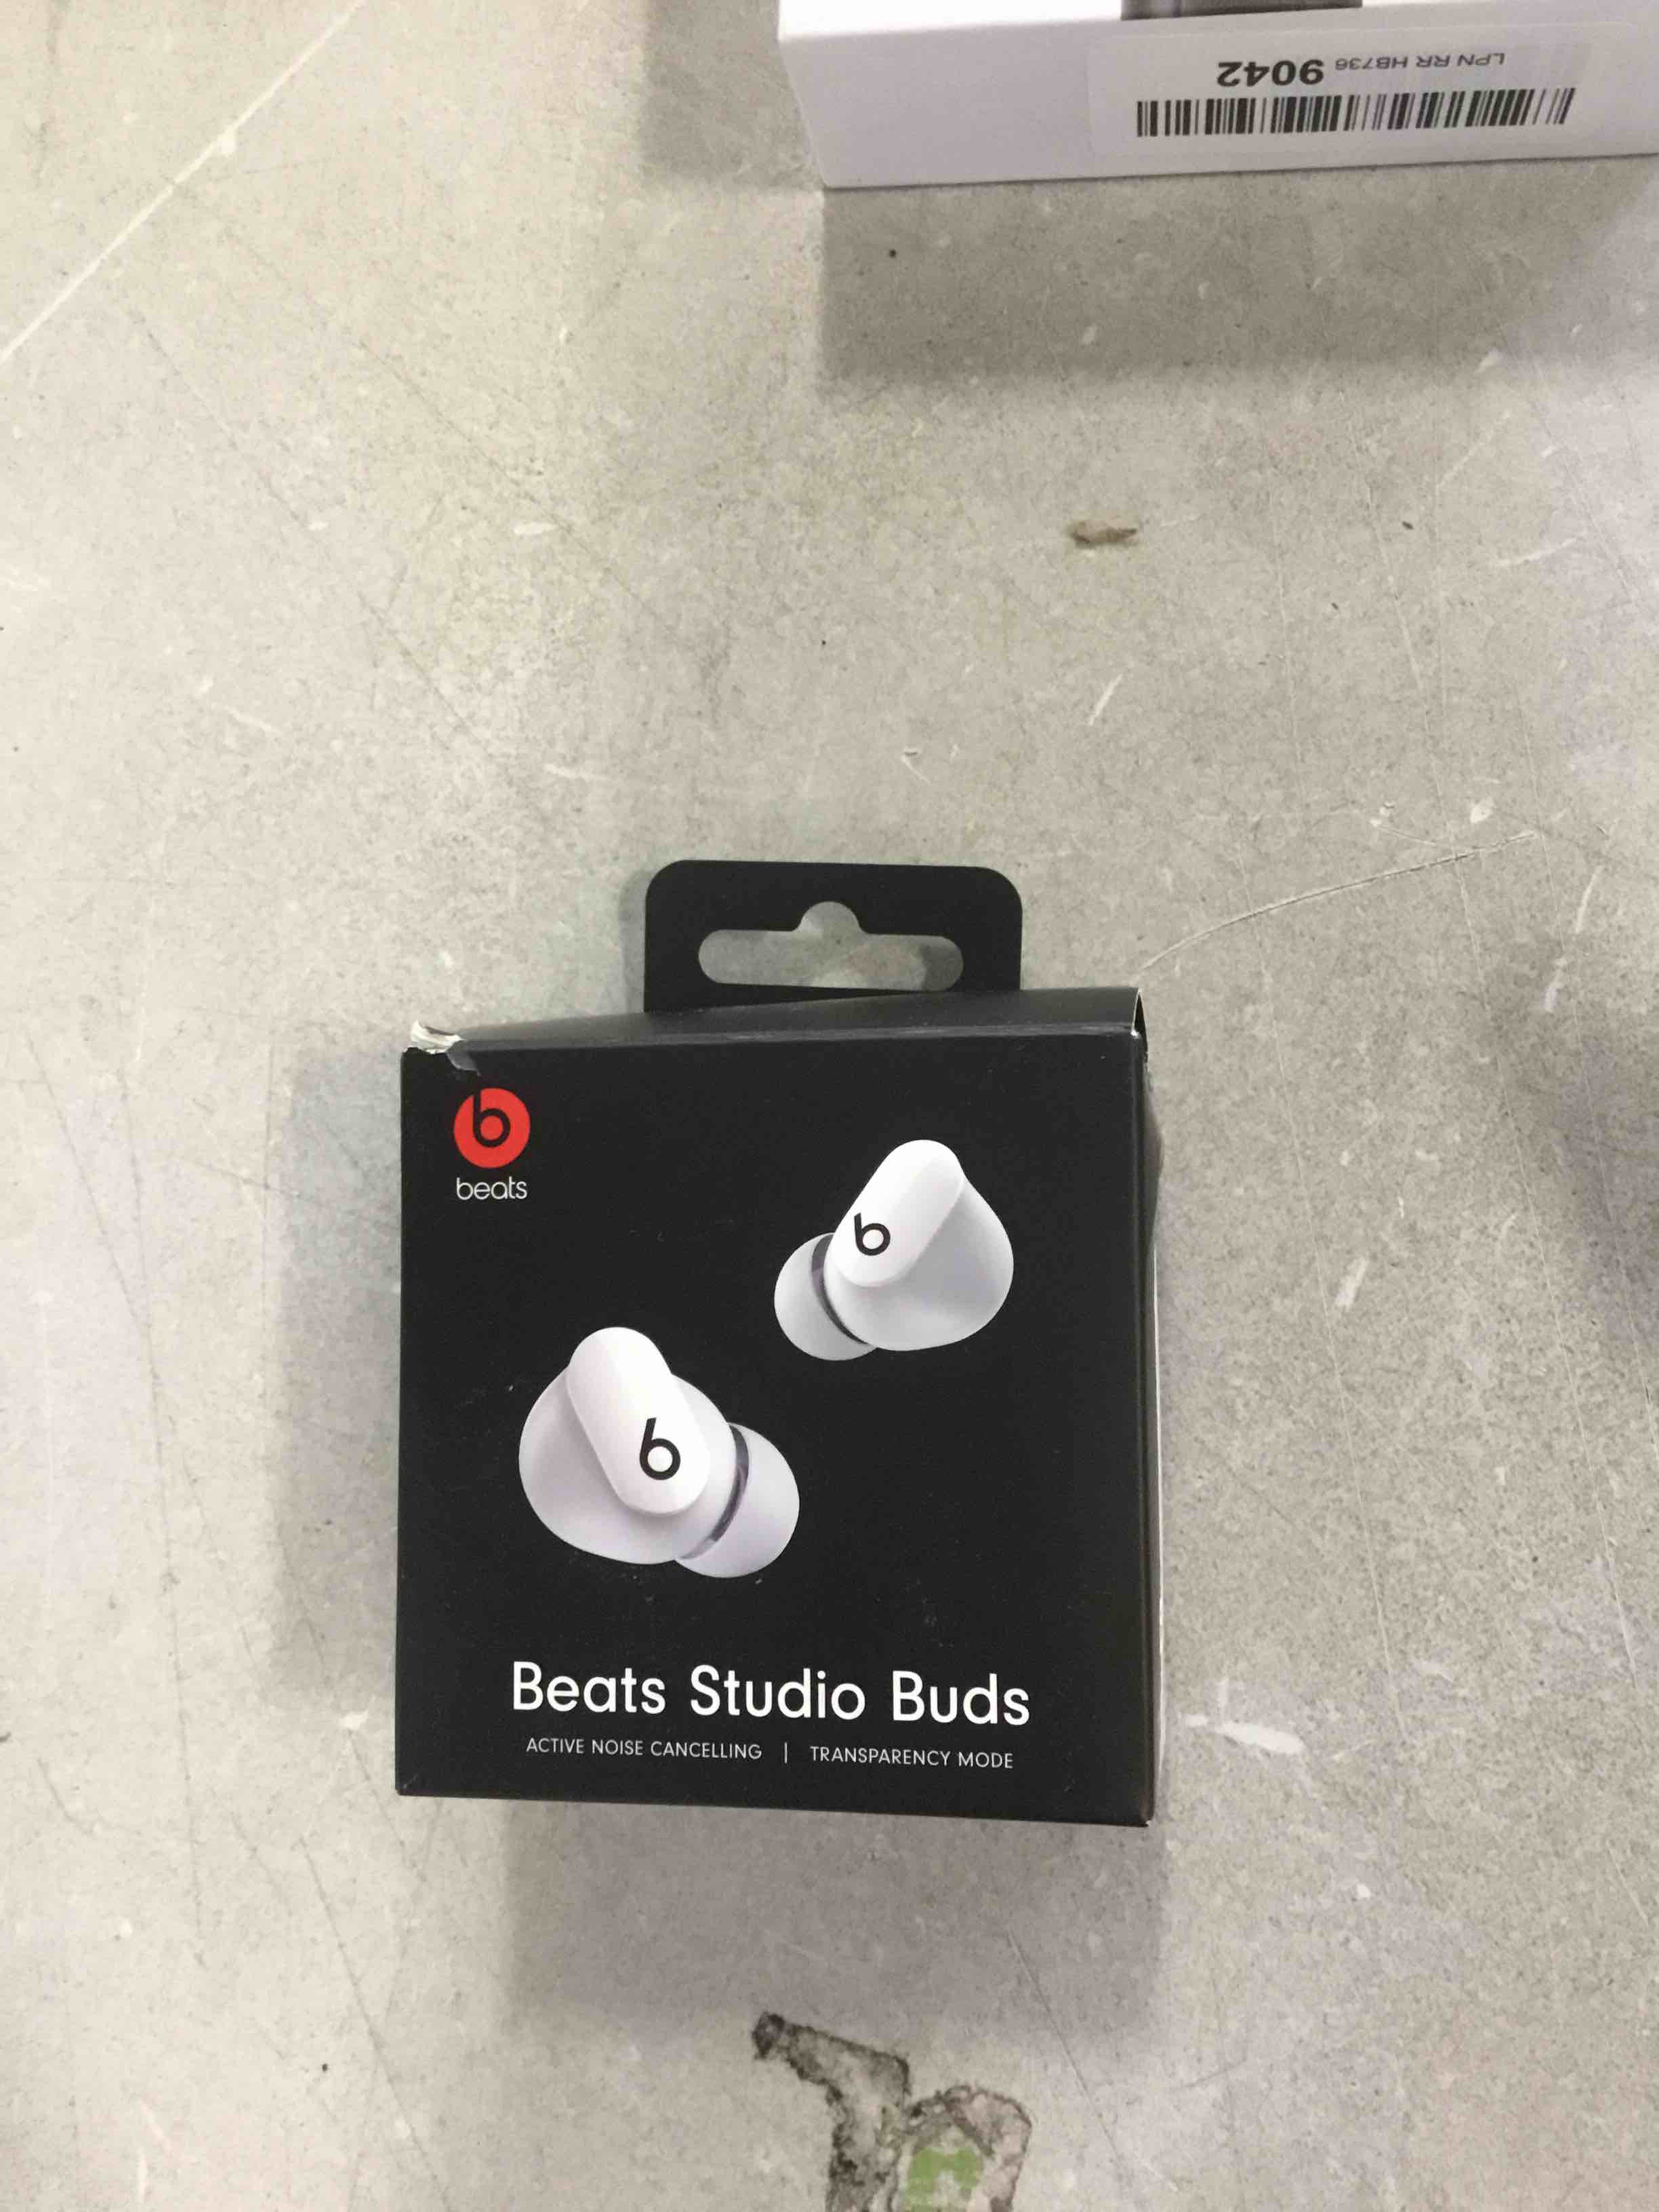 LPN RR HB736 9042
b
beats
b
b
Beats Studio Buds
ACTIVE NOISE CANCELLING | TRANSPARENCY MODE